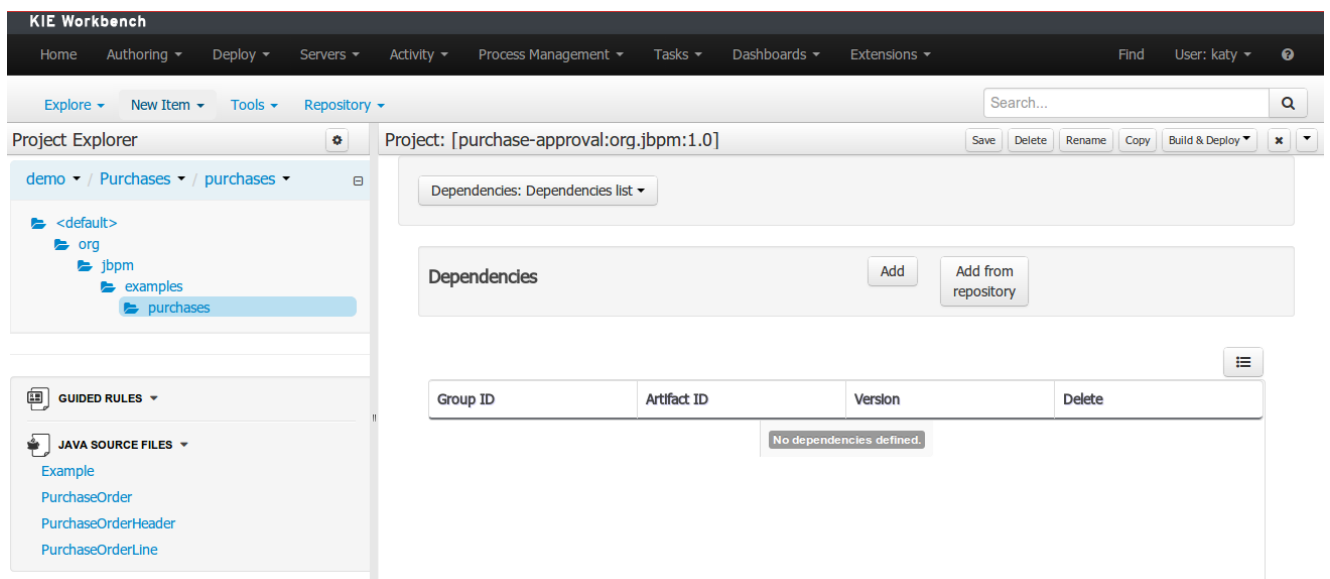 KIE Workbench
Home Authoring Deploy Servers Activity Process Management Tasks Dashboards Extensions Find User: katy
Explore New Item Tools Repository Search...
Project Explorer
Project: [purchase-approval:org.jbpm:1.0] Save Delete Rename Copy Build & Deploy
demo / Purchases / purchases
<default>
org
jbpm
examples
purchases
GUIDED RULES
JAVA SOURCE FILES
Example
PurchaseOrder
PurchaseOrderHeader
PurchaseOrderLine
Dependencies: Dependencies list
Dependencies Add Add from
repository
Group ID Artifact ID Version Delete
No dependencies defined.